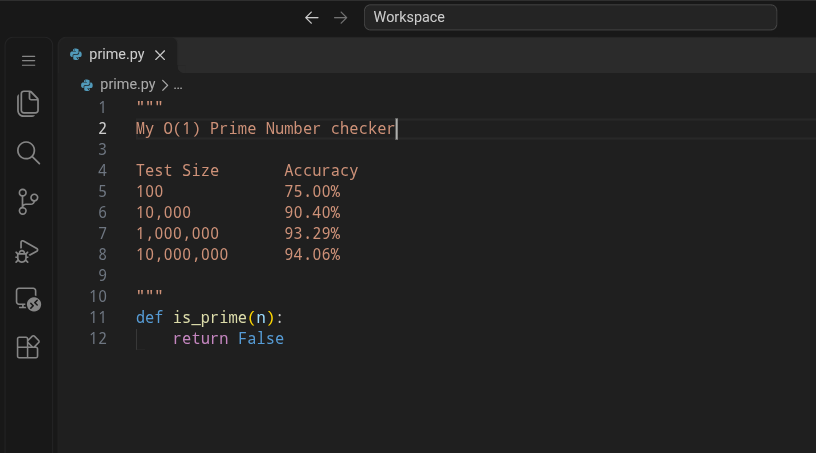 Workspace
prime.py
prime.py > ...
1 """
2 My O(1) Prime Number checker
3
4 Test Size Accuracy
5 100 75.00%
6 10,000 90.40%
7 1,000,000 93.29%
8 10,000,000 94.06%
9
10 """
11 def is_prime(n):
12 return False